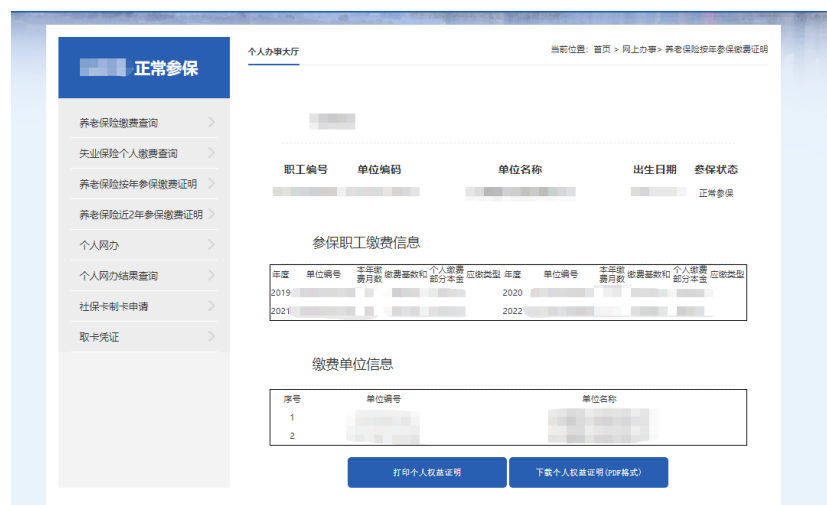 正常参保
养老保险缴费查询
失业保险个人缴费查询
养老保险按年参保缴费证明
养老保险近2年参保缴费证明
个人网办
个人网办结果查询
社保卡制卡申请
取卡凭证
个人办事大厅
当前位置：首页 > 网上办事> 养老保险按年参保缴费证明
职工编号 单位编码 单位名称 出生日期 参保状态
正常参保
参保职工缴费信息
年度 单位编号 本年缴费月数 缴费基数和 个人缴费部分本金 应缴类型 年度 单位编号 本年缴费月数 缴费基数和 个人缴费部分本金 应缴类型
2019 2020
2021 2022
缴费单位信息
序号 单位编号 单位名称
1
2
打印个人权益证明 下载个人权益证明(PDF格式)